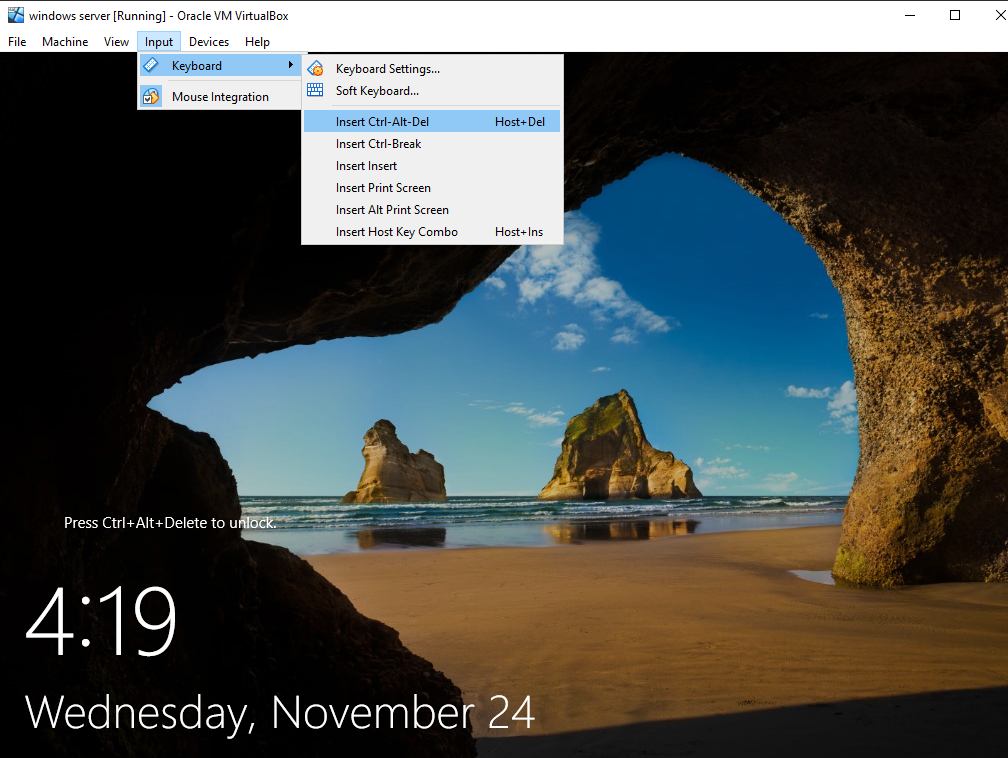 windows server [Running] - Oracle VM VirtualBox
File Machine View Input Devices Help
Keyboard
Mouse Integration
Keyboard Settings...
Soft Keyboard...
Insert Ctrl-Alt-Del Host+Del
Insert Ctrl-Break
Insert Insert
Insert Print Screen
Insert Alt Print Screen
Insert Host Key Combo Host+Ins
Press Ctrl+Alt+Delete to unlock.
4:19
Wednesday, November 24